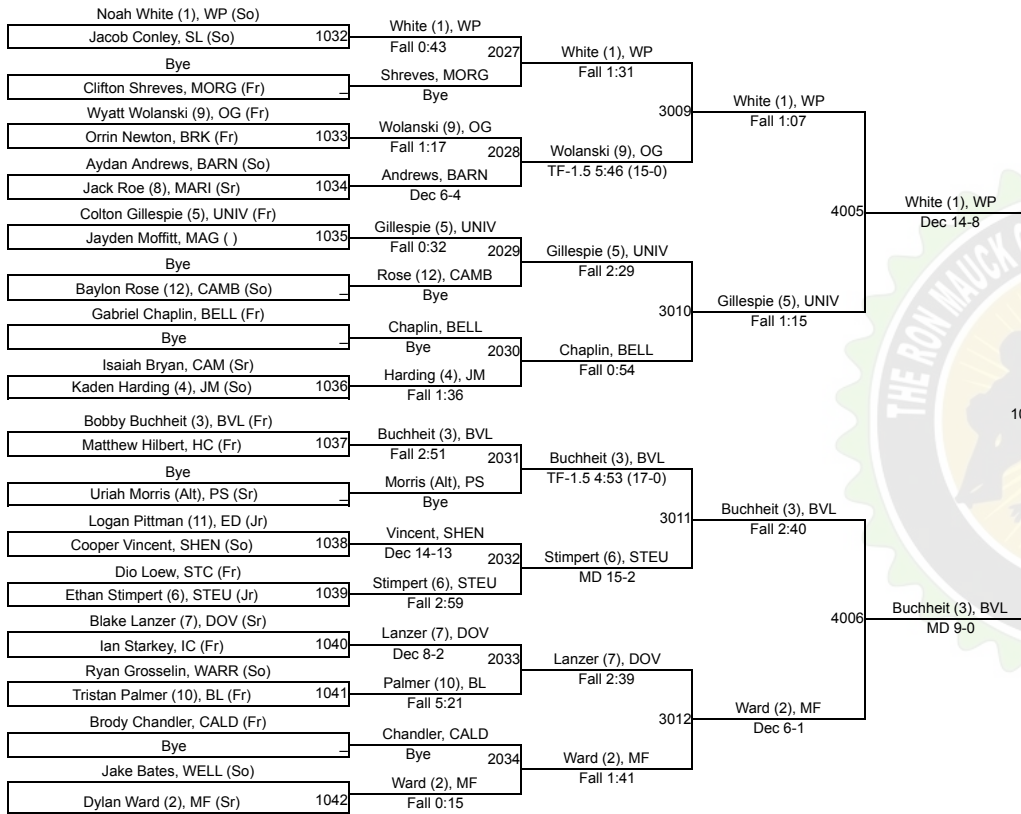 Noah White (1), WP (So)
Jacob Conley, SL (So)
1032
Bye
Clifton Shreves, MORG (Fr)
_
Wyatt Wolanski (9), OG (Fr)
Orrin Newton, BRK (Fr)
1033
Aydan Andrews, BARN (So)
Jack Roe (8), MARI (Sr)
1034
Colton Gillespie (5), UNIV (Fr)
Jayden Moffitt, MAG ( )
1035
Bye
Baylon Rose (12), CAMB (So)
_
Gabriel Chaplin, BELL (Fr)
Bye
_
Isaiah Bryan, CAM (Sr)
Kaden Harding (4), JM (So)
1036
Bobby Buchheit (3), BVL (Fr)
Matthew Hilbert, HC (Fr)
1037
Bye
Uriah Morris (Alt), PS (Sr)
_
Logan Pittman (11), ED (Jr)
Cooper Vincent, SHEN (So)
1038
Dio Loew, STC (Fr)
Ethan Stimpert (6), STEU (Jr)
1039
Blake Lanzer (7), DOV (Sr)
Ian Starkey, IC (Fr)
1040
Ryan Grosselin, WARR (So)
Tristan Palmer (10), BL (Fr)
1041
Brody Chandler, CALD (Fr)
Bye
_
Jake Bates, WELL (So)
Dylan Ward (2), MF (Sr)
1042
White (1), WP
Fall 0:43
2027
Shreves, MORG
Bye
Wolanski (9), OG
Fall 1:17
2028
Andrews, BARN
Dec 6-4
Gillespie (5), UNIV
Fall 0:32
2029
Rose (12), CAMB
Bye
Chaplin, BELL
Bye
2030
Harding (4), JM
Fall 1:36
Buchheit (3), BVL
Fall 2:51
2031
Morris (Alt), PS
Bye
Vincent, SHEN
Dec 14-13
2032
Stimpert (6), STEU
Fall 2:59
Lanzer (7), DOV
Dec 8-2
2033
Palmer (10), BL
Fall 5:21
Chandler, CALD
Bye
2034
Ward (2), MF
Fall 0:15
White (1), WP
Fall 1:31
3009
Wolanski (9), OG
TF-1.5 5:46 (15-0)
Gillespie (5), UNIV
Fall 2:29
3010
Chaplin, BELL
Fall 0:54
Buchheit (3), BVL
TF-1.5 4:53 (17-0)
3011
Stimpert (6), STEU
MD 15-2
Lanzer (7), DOV
Fall 2:39
3012
Ward (2), MF
Fall 1:41
White (1), WP
Fall 1:07
4005
Gillespie (5), UNIV
Fall 1:15
Buchheit (3), BVL
Fall 2:40
4006
Ward (2), MF
Dec 6-1
White (1), WP
Dec 14-8
Buchheit (3), BVL
MD 9-0
THE RON MAUCK